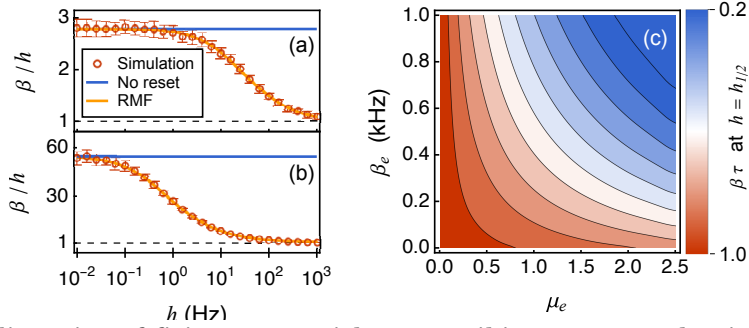 3
2
1
β / h
Simulation
No reset
RMF
(a)
60
30
1
β / h
(b)
10⁻² 10⁻¹ 10⁰ 10¹ 10² 10³
h (Hz)
1.0
0.8
0.6
0.4
0.2
0.0
βₑ (kHz)
(c)
0.0 0.5 1.0 1.5 2.0 2.5
μₑ
0.2
1.0
β τ at h = h₁/₂